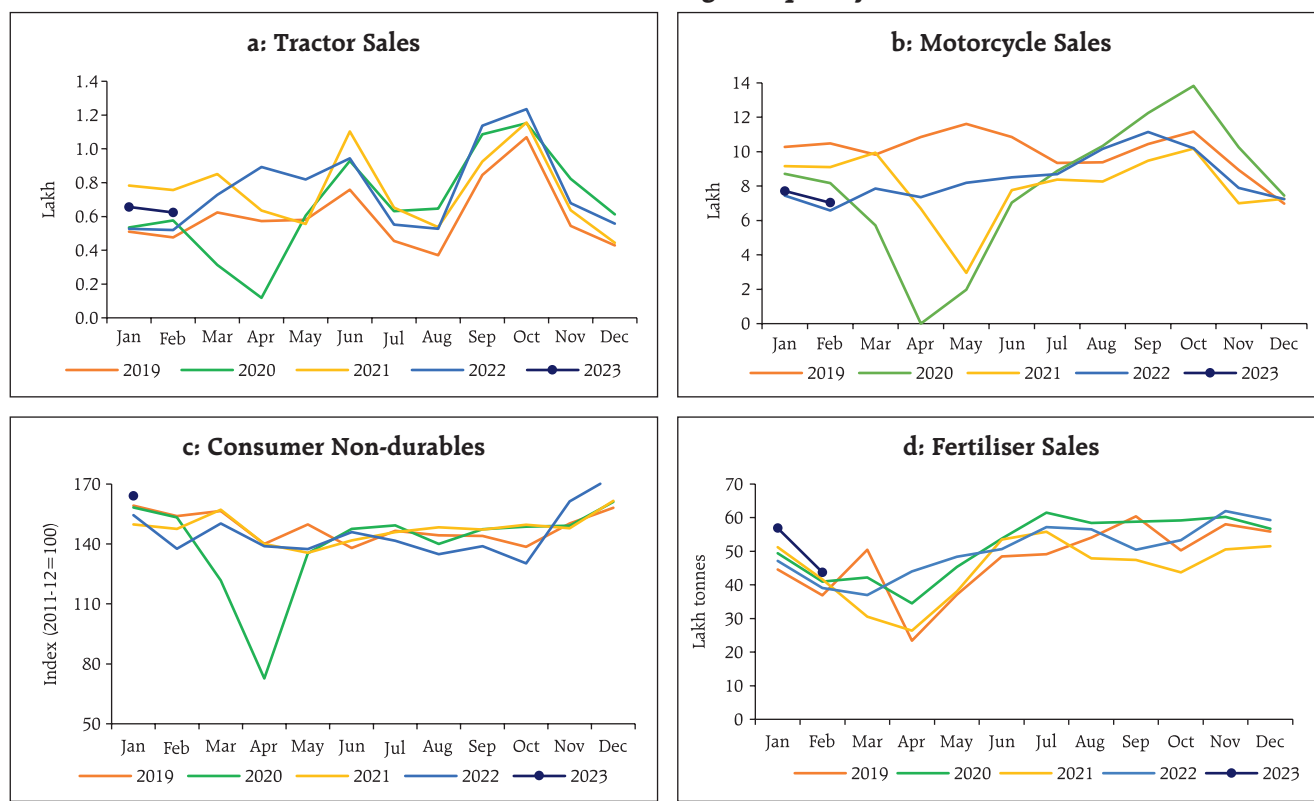 a: Tractor Sales
Lakh
1.4
1.2
1.0
0.8
0.6
0.4
0.2
0.0
Jan Feb Mar Apr May Jun Jul Aug Sep Oct Nov Dec
2019 2020 2021 2022 2023
b: Motorcycle Sales
Lakh
14
12
10
8
6
4
2
0
Jan Feb Mar Apr May Jun Jul Aug Sep Oct Nov Dec
2019 2020 2021 2022 2023
c: Consumer Non-durables
Index (2011-12=100)
170
140
110
80
50
Jan Feb Mar Apr May Jun Jul Aug Sep Oct Nov Dec
2019 2020 2021 2022 2023
d: Fertiliser Sales
Lakh tonnes
70
60
50
40
30
20
10
0
Jan Feb Mar Apr May Jun Jul Aug Sep Oct Nov Dec
2019 2020 2021 2022 2023